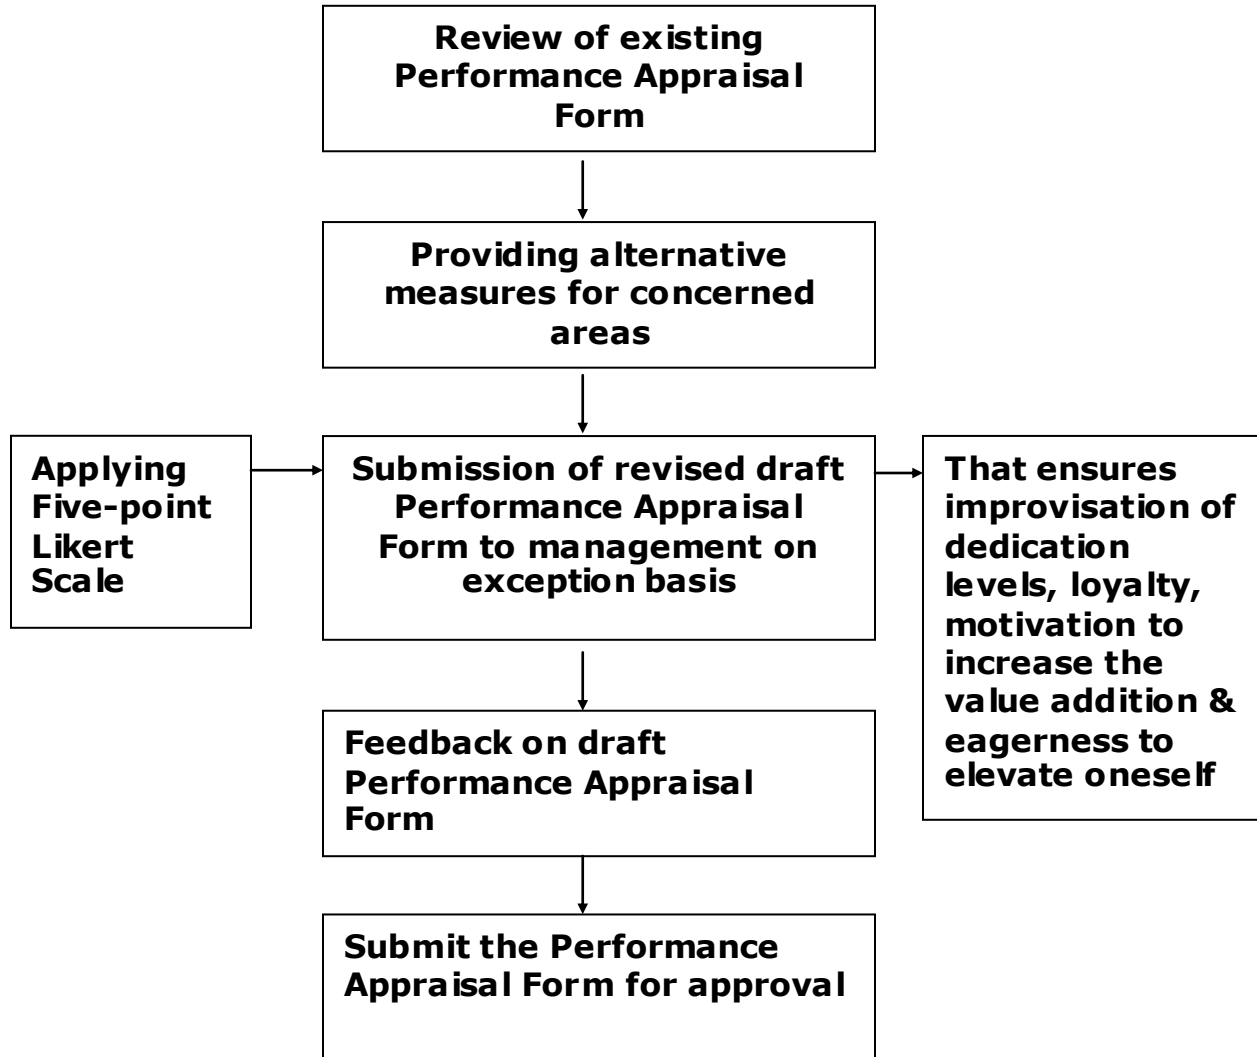 Review of existing
Performance Appraisal
Form
Providing alternative
measures for concerned
areas
Applying
Five-point
Likert
Scale
Submission of revised draft
Performance Appraisal
Form to management on
exception basis
That ensures
improvisation of
dedication
levels, loyalty,
motivation to
increase the
value addition &
eagerness to
elevate oneself
Feedback on draft
Performance Appraisal
Form
Submit the Performance
Appraisal Form for approval